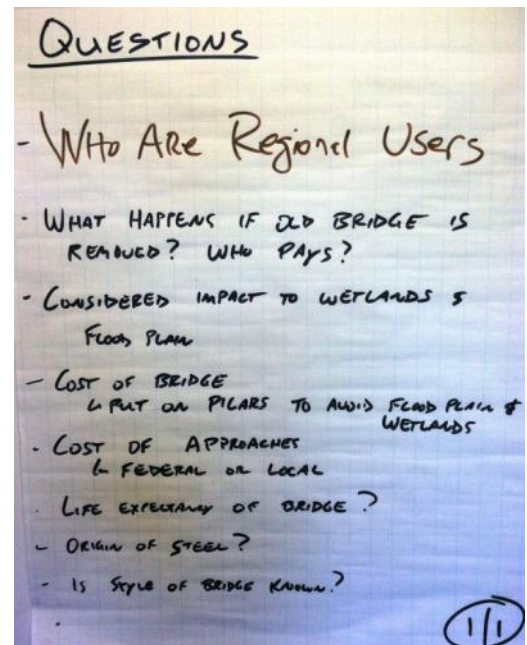 QUESTIONS
- WHO ARE Regional Users
- WHAT HAPPENS IF OLD BRIDGE IS
REMOVED? WHO PAYS?
- CONSIDERED IMPACT TO WETLANDS &
FLOOD PLAIN
- COST OF BRIDGE
↳ PUT ON PILARS TO AVOID FLOOD PLAIN &
WETLANDS
- COST OF APPROACHES
↳ FEDERAL OR LOCAL
- LIFE EXPECTANCY OF BRIDGE?
- ORIGIN OF STEEL?
- IS STYLE OF BRIDGE KNOWN?
1/1